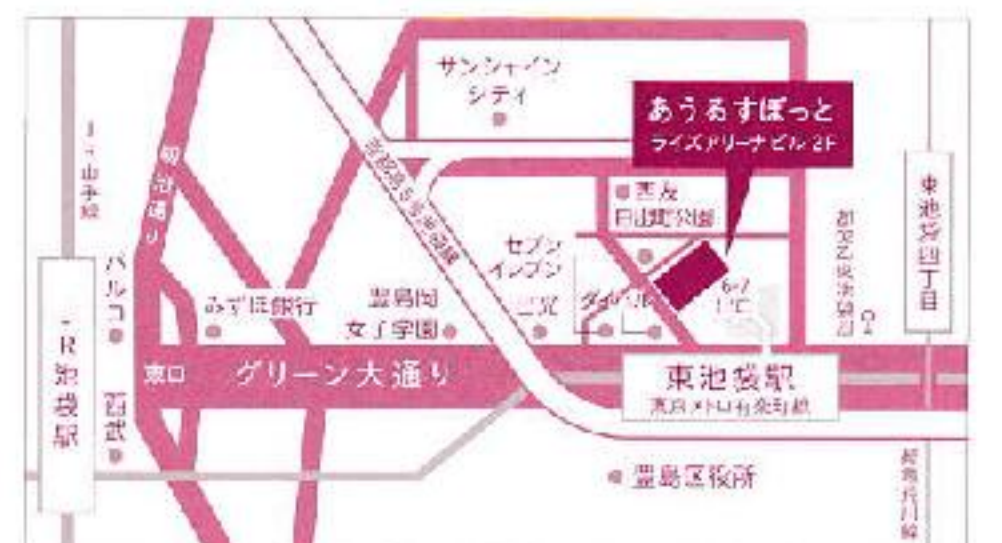 サンシャイン
シティ
あうるすぽっと
ライズアリーナビル 2F
JR山手線
明治通り
首都高5号池袋線
西友
日出町公園
東池袋四丁目
セブン
イレブン
パルコ
みずほ銀行
豊島岡
女子学園
三究
6・7
出口
JR池袋駅
東口
グリーン大通り
東池袋駅
東京メトロ有楽町線
西武
豊島区役所
都電荒川線